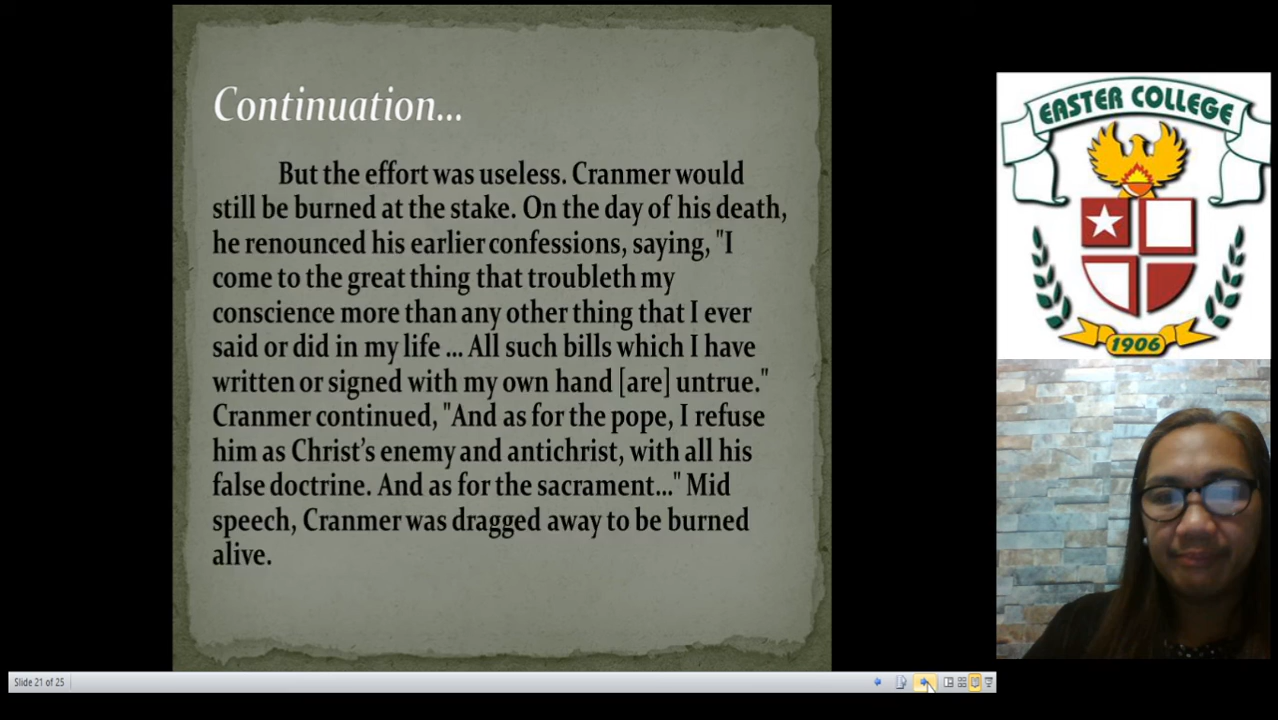 Continuation...
But the effort was useless. Cranmer would
still be burned at the stake. On the day of his death,
he renounced his earlier confessions, saying, "I
come to the great thing that troubleth my
conscience more than any other thing that I ever
said or did in my life ... All such bills which I have
written or signed with my own hand [are] untrue."
Cranmer continued, "And as for the pope, I refuse
him as Christ's enemy and antichrist, with all his
false doctrine. And as for the sacrament..." Mid
speech, Cranmer was dragged away to be burned
alive.
EASTER COLLEGE
1906
Slide 21 of 25